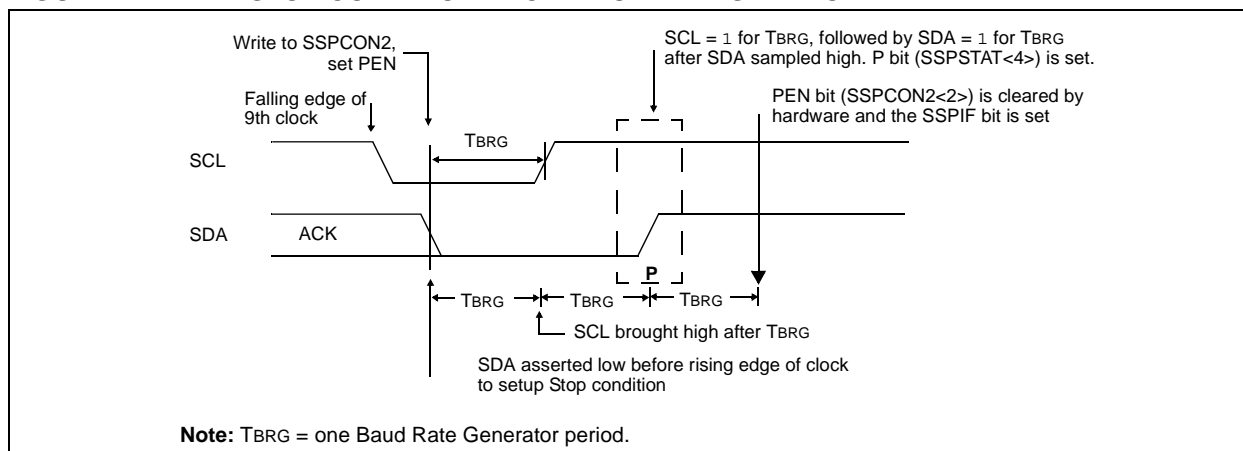 Write to SSPCON2,
set PEN
SCL = 1 for TBRG, followed by SDA = 1 for TBRG
after SDA sampled high. P bit (SSPSTAT<4>) is set.
Falling edge of
9th clock
PEN bit (SSPCON2<2>) is cleared by
hardware and the SSPIF bit is set
TBRG
SCL
SDA
ACK
P
TBRG
TBRG
TBRG
SCL brought high after TBRG
SDA asserted low before rising edge of clock
to setup Stop condition
Note: TBRG = one Baud Rate Generator period.